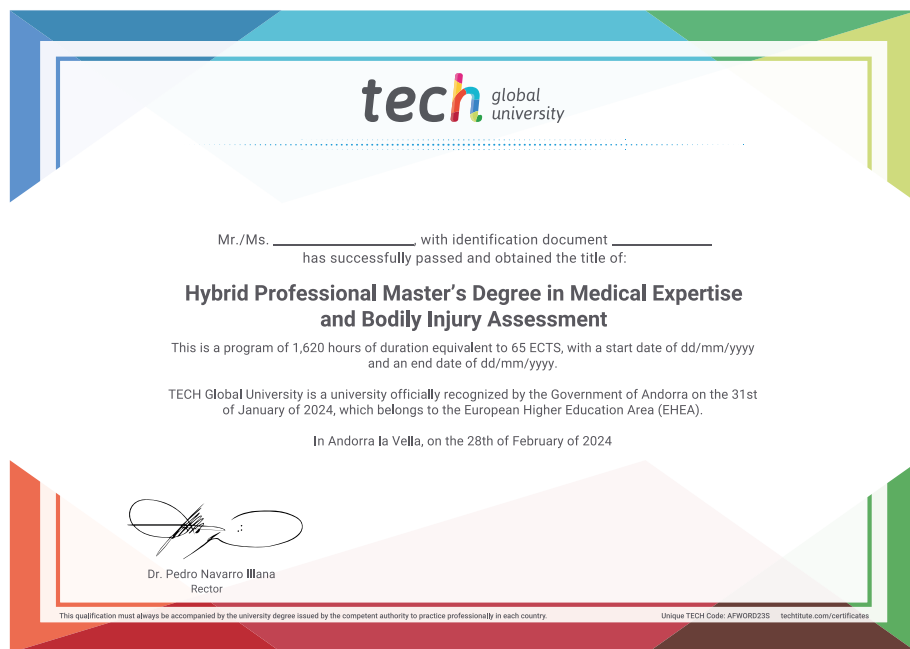 tech global university
Mr./Ms. ____________, with identification document ____________
has successfully passed and obtained the title of:
Hybrid Professional Master's Degree in Medical Expertise
and Bodily Injury Assessment
This is a program of 1,620 hours of duration equivalent to 65 ECTS, with a start date of dd/mm/yyyy
and an end date of dd/mm/yyyy.
TECH Global University is a university officially recognized by the Government of Andorra on the 31st
of January of 2024, which belongs to the European Higher Education Area (EHEA).
In Andorra la Vella, on the 28th of February of 2024
Dr. Pedro Navarro Illana
Rector
This qualification must always be accompanied by the university degree issued by the competent authority to practice professionally in each country.
Unique TECH Code: AFWORD23S techtitute.com/certificates